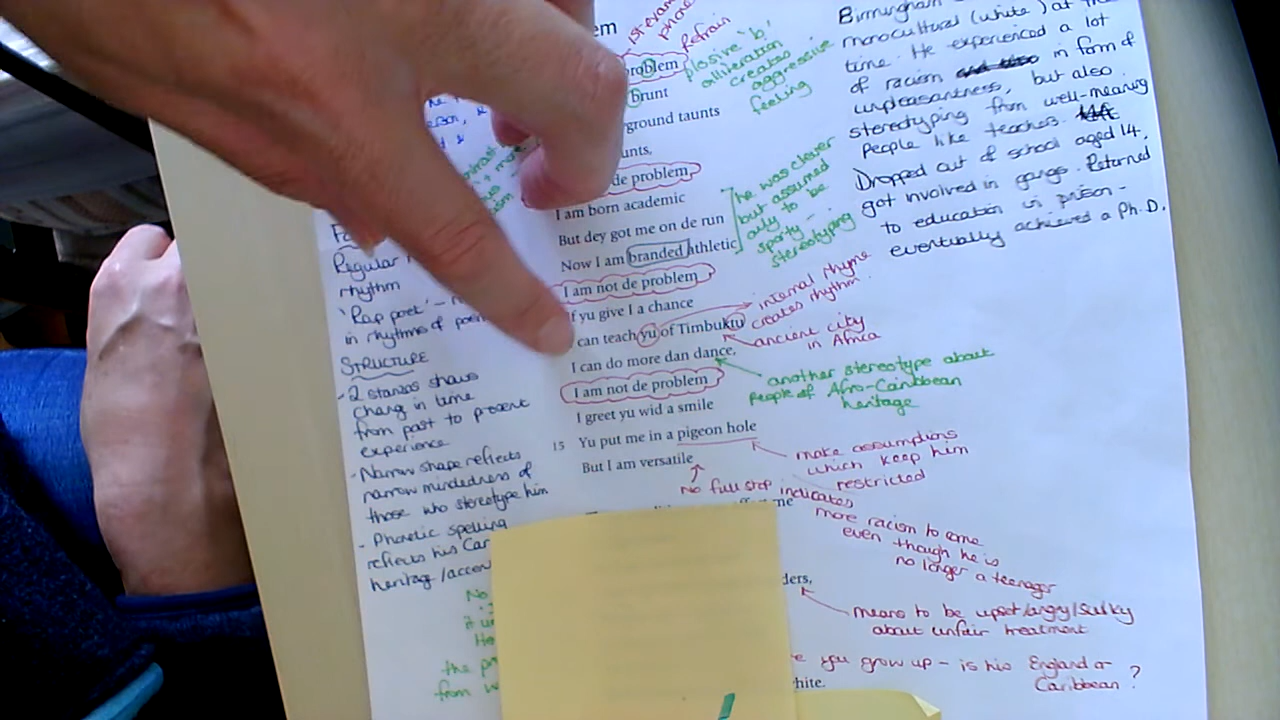 em
1st example
phone
Refrain
problem
brunt
ground taunts
unts.
de problem
I am born academic
But dey got me on de run
Now I am branded athletic
I am not de problem
If yu give I a chance
I can teach yu of Timbuktu
I can do more dan dance,
I am not de problem
I greet yu wid a smile
15 Yu put me in a pigeon hole
But I am versatile
me
ders,
hite.
plosive 'b'
alliteration
creates
aggressive
feeling
he was clever
but assumed
only to be
sporty -
stereotyping
internal rhyme
creates rhythm
ancient city
in Africa
another stereotype about
people of Afro-Caribbean
heritage
make assumptions
which keep him
restricted
No full stop indicates
more racism to come
even though he is
no longer a teenager
means to be upset/angry/sulky
about unfair treatment
e you grow up - is his England or
Caribbean ?
Birmingham
monocultural (white) at
time. He experienced a lot
of racism in form of
unpleasantness, but also
stereotyping from well-meaning
people like teachers.
Dropped out of school aged 14,
got involved in gangs. Returned
to education in prison -
eventually achieved a Ph.D.
Regular
rhythm
'Rap poet' -
in rhythms of
STRUCTURE
- 2 stanzas shows
chang in time
from past to present
experience
- Narrow shape reflects
narrow mindedness of
those who stereotype him
- Phonetic spelling
reflects his Car
heritage/accen
No
the
from